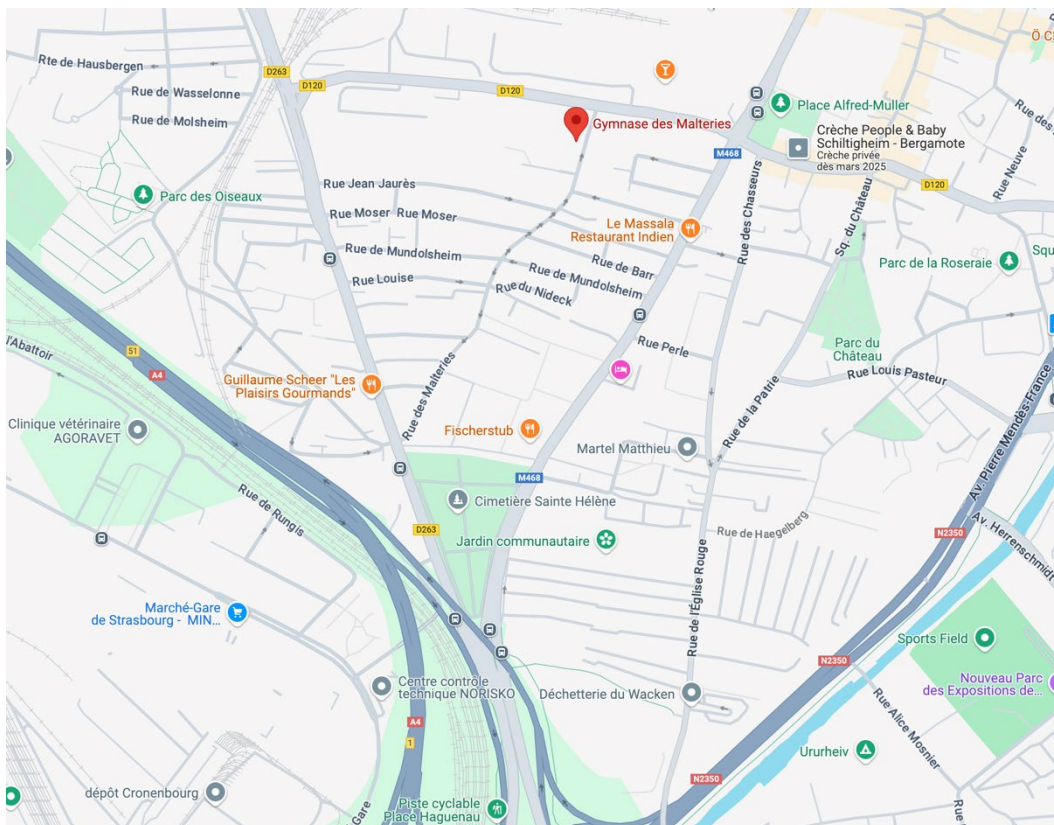 Ö C
Rte de Hausbergen
D263
D120
D120
Rue de Wasselonne
Rue de Molsheim
Gymnase des Malteries
Place Alfred-Muller
Crèche People & Baby
Schiltigheim - Bergamote
Crèche privée
dès mars 2025
Rue des
Rue Neuve
M468
D120
Parc des Oiseaux
Rue Jean Jaurès
Rue Moser
Rue Moser
Le Massala
Restaurant Indien
Rue des Chasseurs
Sq. du Château
Rue de Mundolsheim
Rue de Barr
Squ
Parc de la Roseraie
Rue Louise
Rue de Mundolsheim
Rue du Nideck
l'Abattoir
51
A4
Rue Perle
Parc du
Château
Rue Louis Pasteur
Guillaume Scheer "Les
Plaisirs Gourmands"
Rue des Malteries
Rue de la Patrie
Av. Pierre Mendès-France
Clinique vétérinaire
AGORAVET
Fischerstub
Martel Matthieu
M468
Rue de Rungis
Cimetière Sainte Hélène
D263
Jardin communautaire
Rue de Haegelberg
N2350
Av. Herrenschmidt
Rue de l'Église Rouge
Marché-Gare
de Strasbourg - MIN...
Sports Field
N2350
Centre contrôle
technique NORISKO
Déchetterie du Wacken
Nouveau Parc
des Expositions de...
A4
1
Rue Alice Mosnier
Ururheiv
N2350
dépôt Cronenbourg
Gare
Piste cyclable
Place Haguenau
Rue